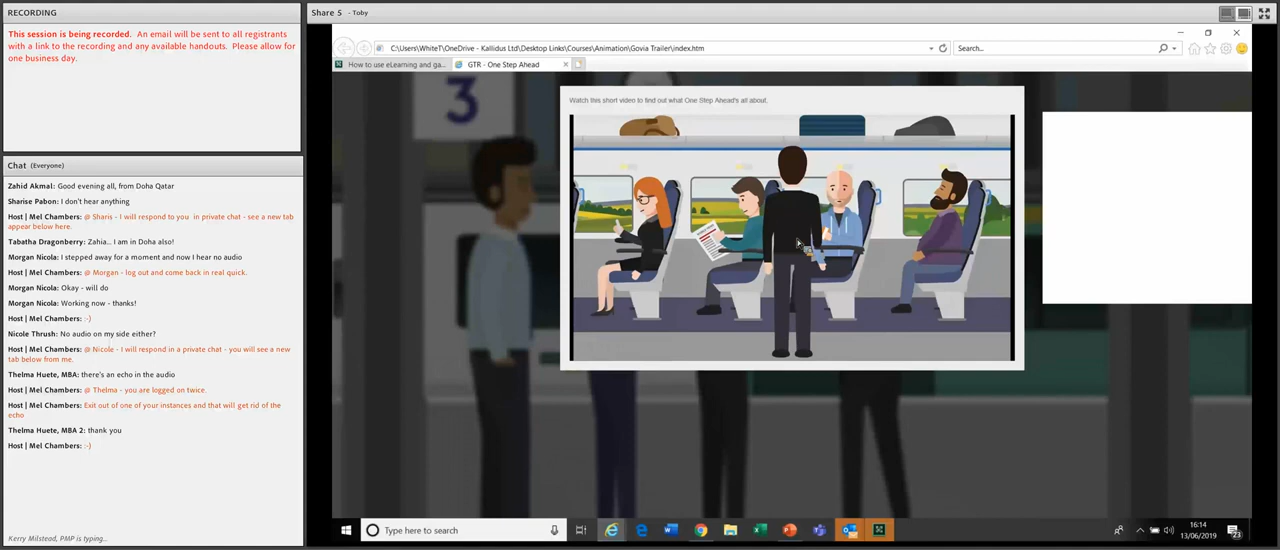 RECORDING
This session is being recorded. An email will be sent to all registrants
with a link to the recording and any available handouts. Please allow for
one business day.
Chat (Everyone)
Zahid Akmal: Good evening all, from Doha Qatar
Sharise Pabon: I don't hear anything
Host | Mel Chambers: @ Sharis - I will respond to you in private chat - see a new tab
appear below here.
Tabatha Dragonberry: Zahia... I am in Doha also!
Morgan Nicola: I stepped away for a moment and now I hear no audio
Host | Mel Chambers: @ Morgan - log out and come back in real quick.
Morgan Nicola: Okay - will do
Morgan Nicola: Working now - thanks!
Host | Mel Chambers: :-)
Nicole Thrush: No audio on my side either?
Host | Mel Chambers: @ Nicole - I will respond in a private chat - you will see a new
tab below from me.
Thelma Huete, MBA: there's an echo in the audio
Host | Mel Chambers: @ Thelma - you are logged on twice.
Host | Mel Chambers: Exit out of one of your instances and that will get rid of the
echo
Thelma Huete, MBA 2: thank you
Host | Mel Chambers: :-)
Kerry Milstead, PMP is typing...
Share 5 - Toby
C:\Users\WhiteT\OneDrive - Kallidus Ltd\Desktop Links\Courses\Animation\Govia Trailer\index.htm
Search...
How to use eLearning and ga...
GTR - One Step Ahead
3
Watch this short video to find out what One Step Ahead's all about.
Type here to search
16:14
13/06/2019
23